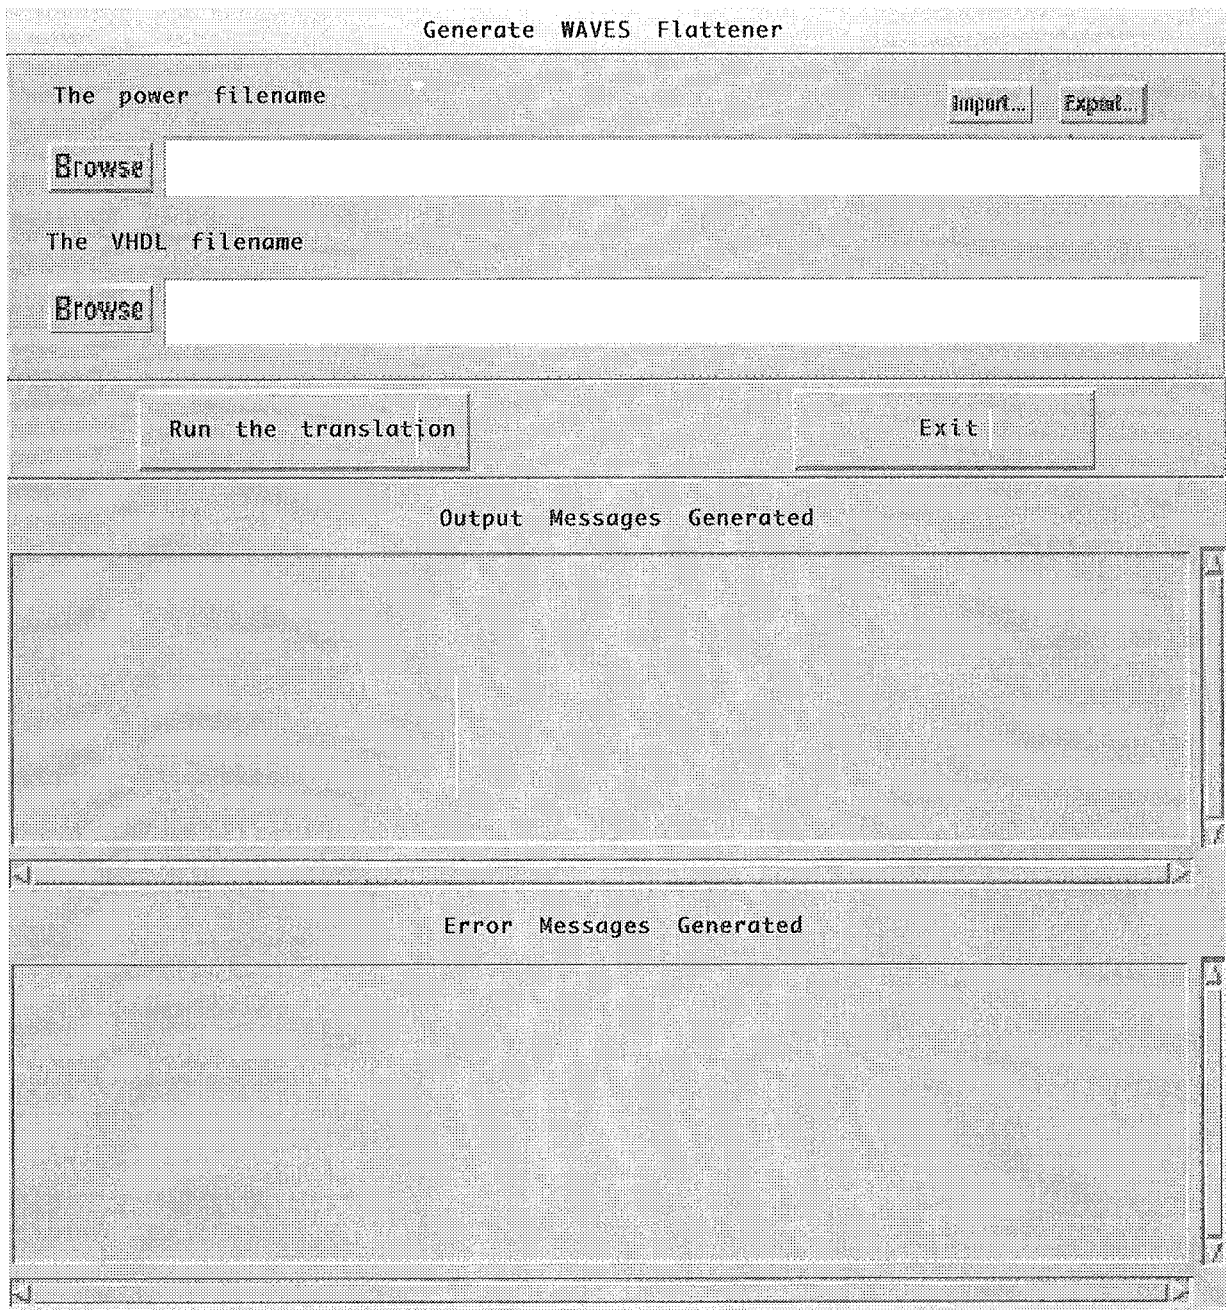 Generate WAVES Flattener
The power filename
Import... Export...
Browse
The VHDL filename
Browse
Run the translation Exit
Output Messages Generated
Error Messages Generated